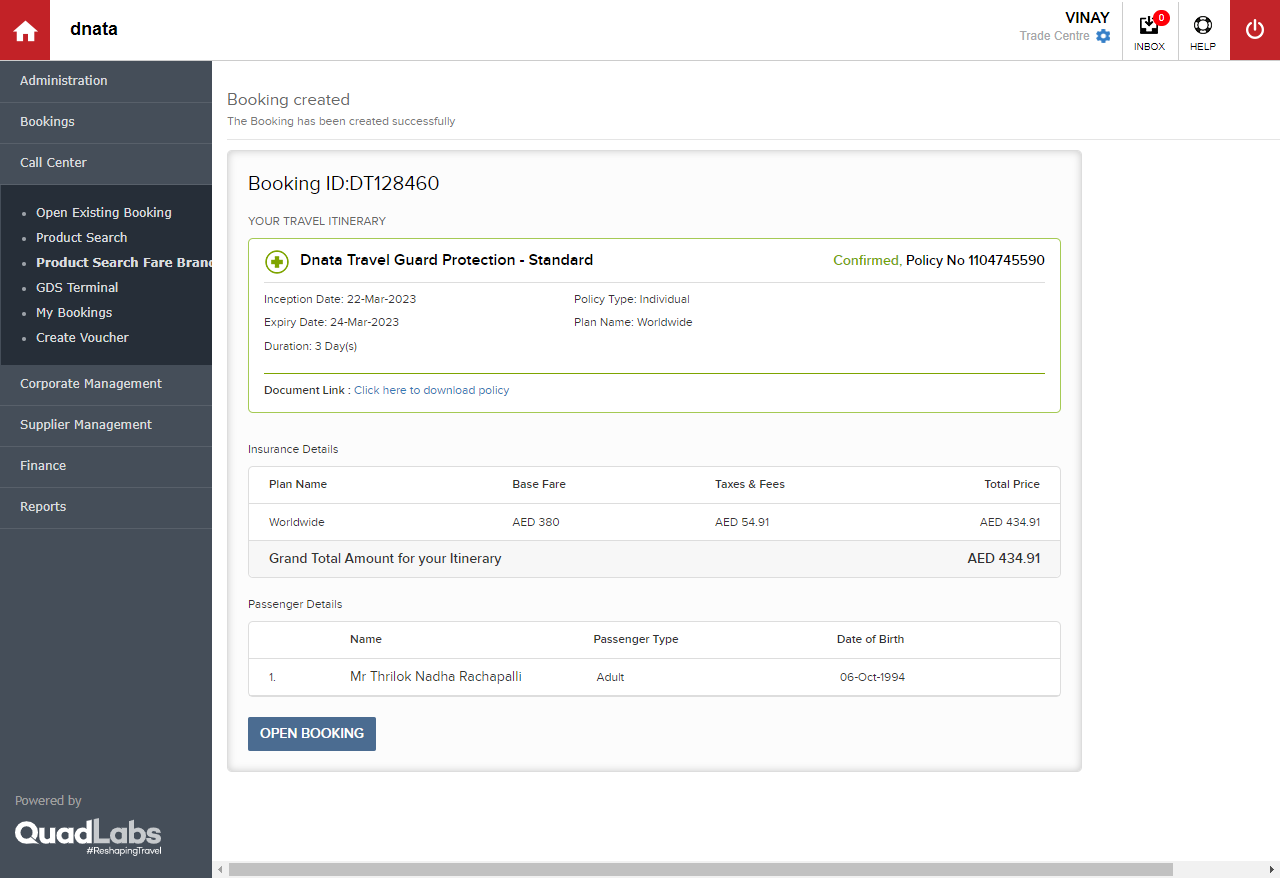 dnata
VINAY
Trade Centre
0
INBOX
HELP
Administration
Bookings
Call Center
Open Existing Booking
Product Search
Product Search Fare Brand
GDS Terminal
My Bookings
Create Voucher
Corporate Management
Supplier Management
Finance
Reports
Powered by
QuadLabs
#ReshapingTravel
Booking created
The Booking has been created successfully
Booking ID:DT128460
YOUR TRAVEL ITINERARY
Dnata Travel Guard Protection - Standard Confirmed, Policy No 1104745590
Inception Date: 22-Mar-2023 Policy Type: Individual
Expiry Date: 24-Mar-2023 Plan Name: Worldwide
Duration: 3 Day(s)
Document Link : Click here to download policy
Insurance Details
Plan Name Base Fare Taxes & Fees Total Price
Worldwide AED 380 AED 54.91 AED 434.91
Grand Total Amount for your Itinerary AED 434.91
Passenger Details
Name Passenger Type Date of Birth
1. Mr Thrilok Nadha Rachapalli Adult 06-Oct-1994
OPEN BOOKING